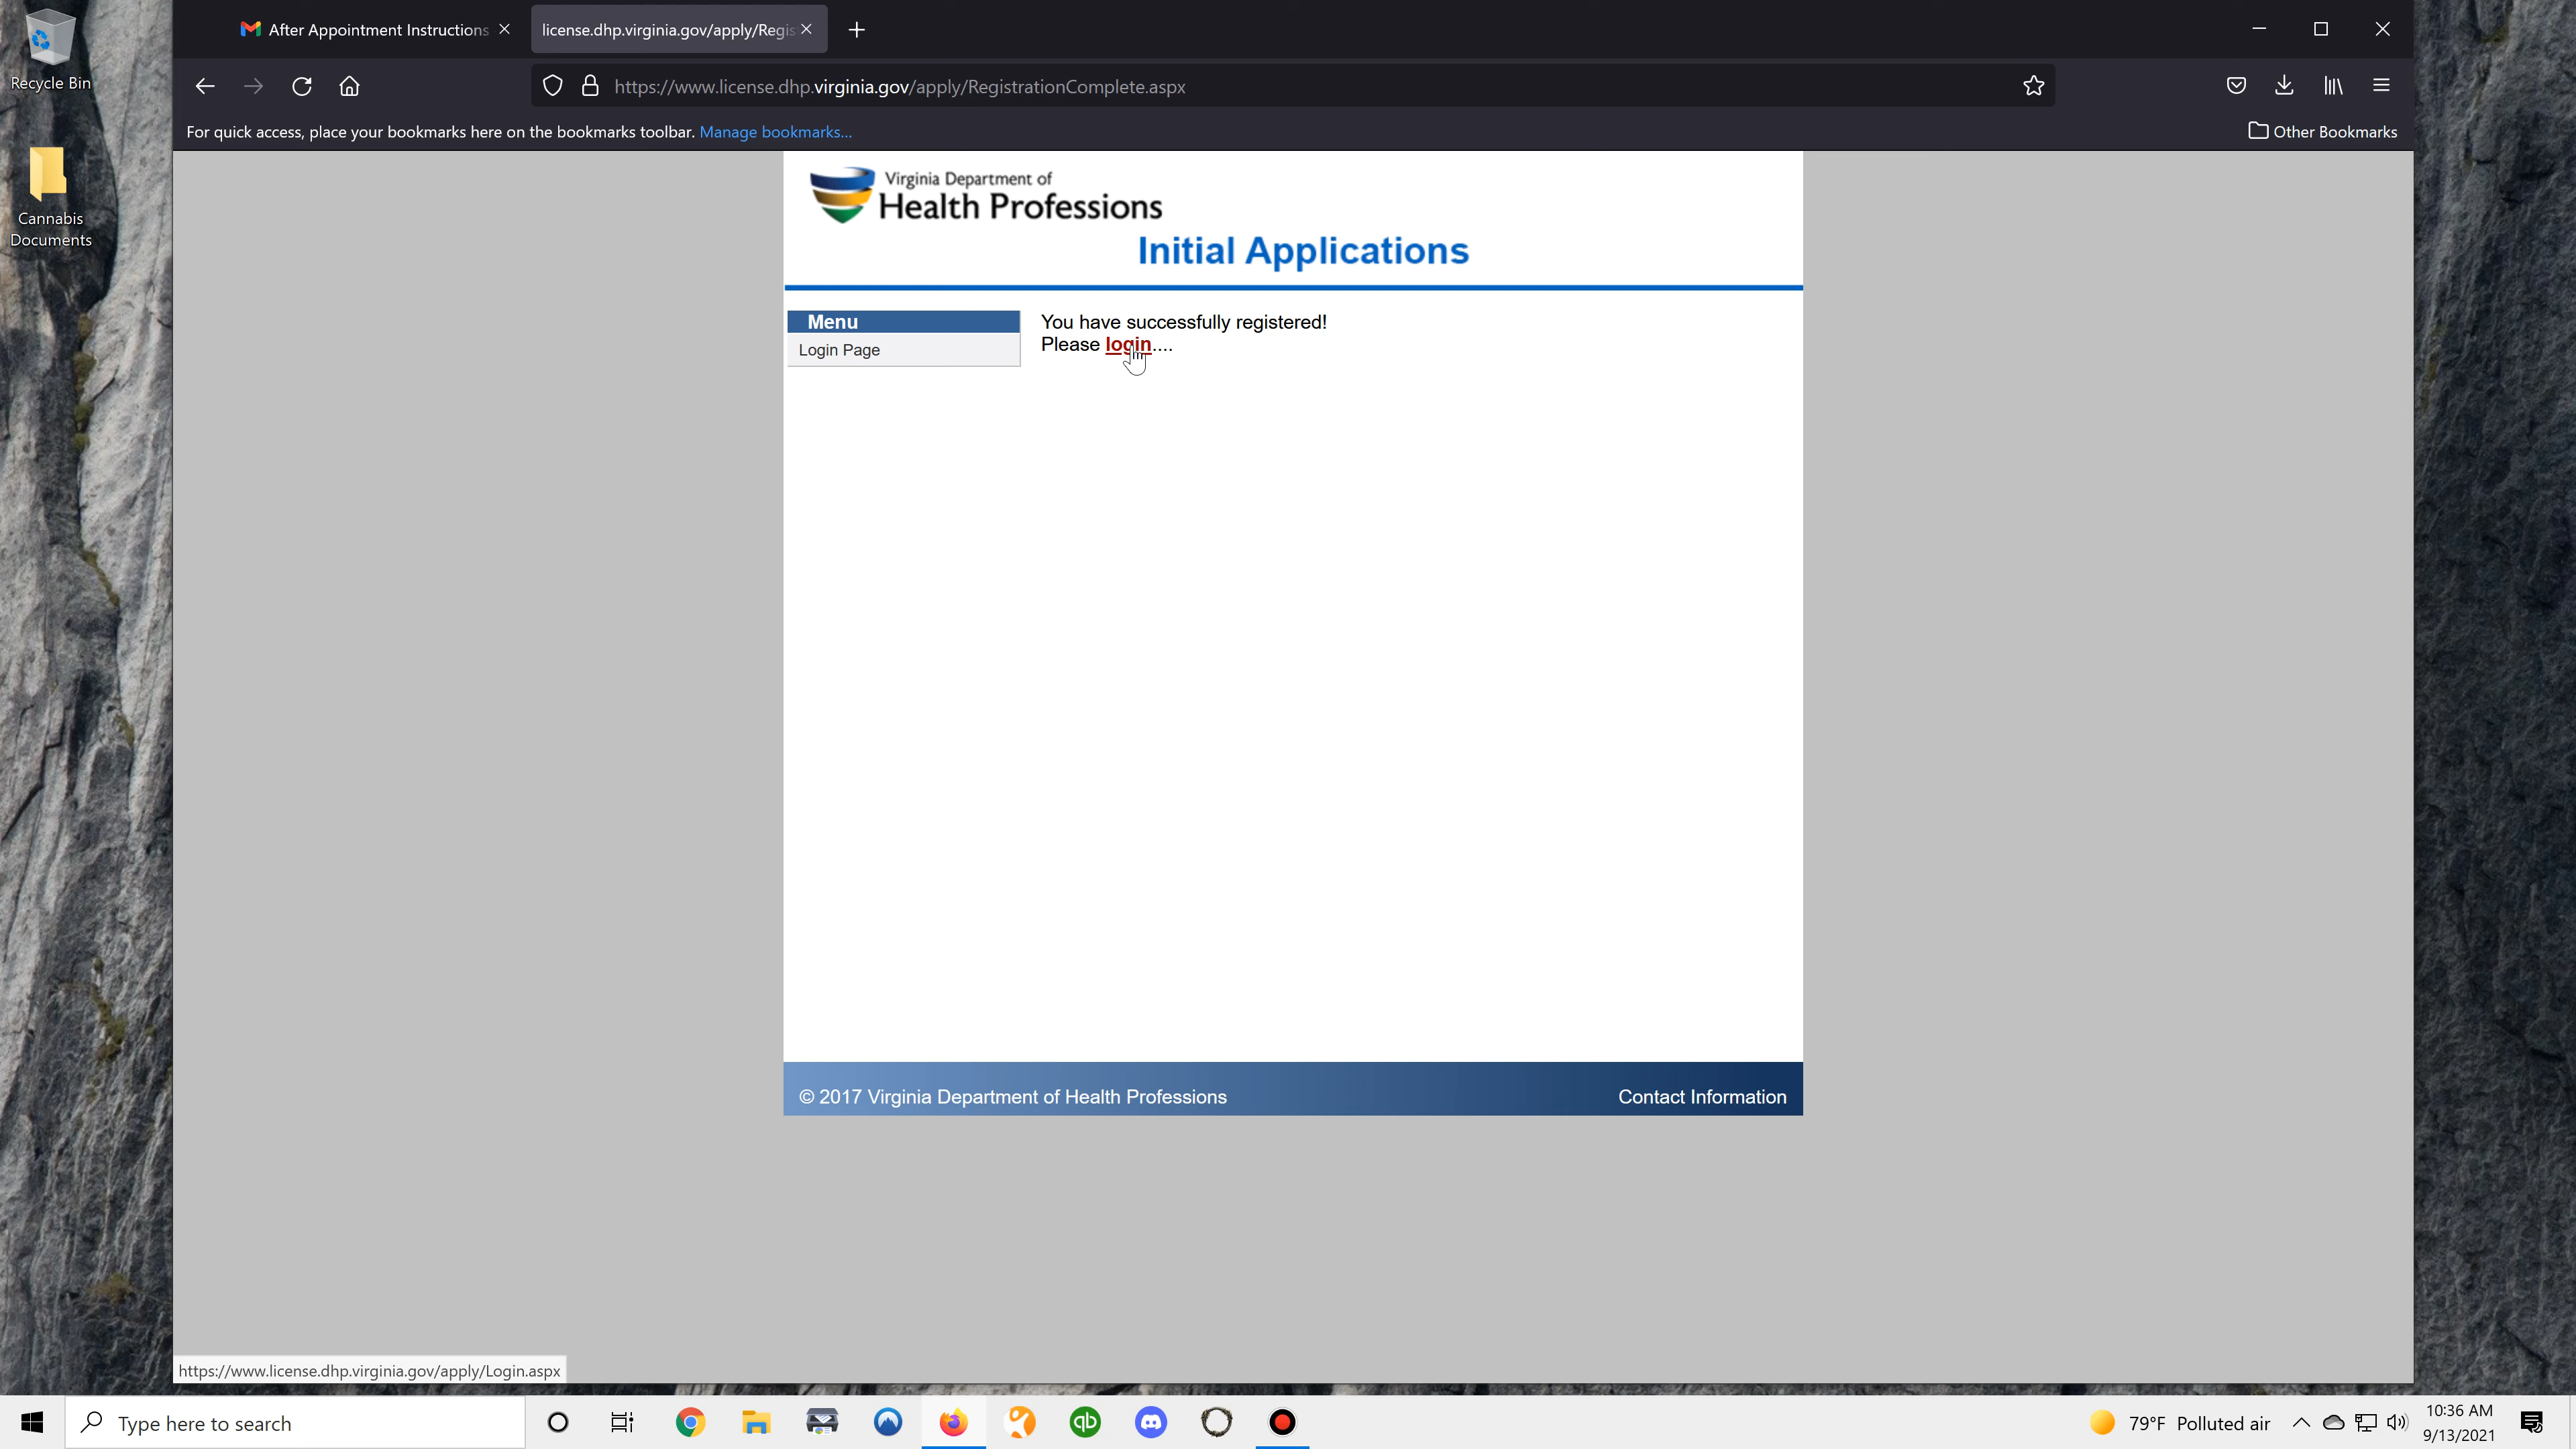 Recycle Bin
Cannabis
Documents
After Appointment Instructions
license.dhp.virginia.gov/apply/Regis
https://www.license.dhp.virginia.gov/apply/RegistrationComplete.aspx
For quick access, place your bookmarks here on the bookmarks toolbar. Manage bookmarks...
Other Bookmarks
Virginia Department of
Health Professions
Initial Applications
Menu
Login Page
You have successfully registered!
Please login....
© 2017 Virginia Department of Health Professions
Contact Information
https://www.license.dhp.virginia.gov/apply/Login.aspx
Type here to search
qb
79°F Polluted air
10:36 AM
9/13/2021